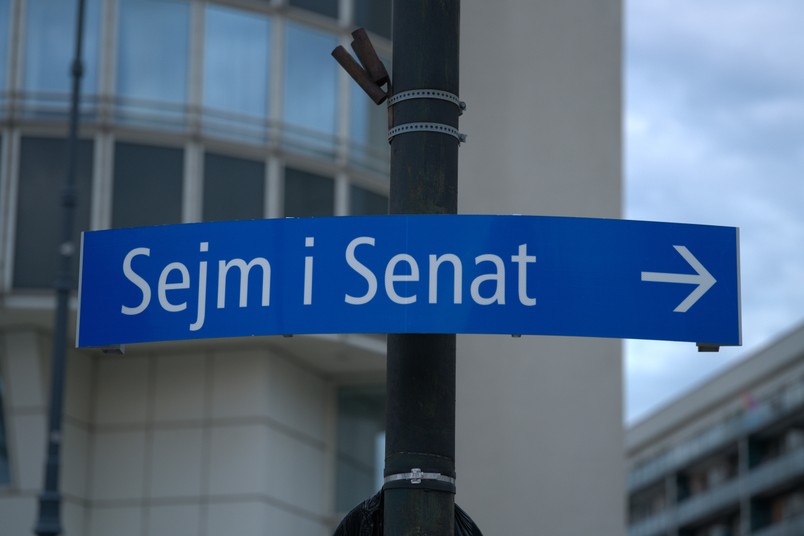 Sejm i Senat →